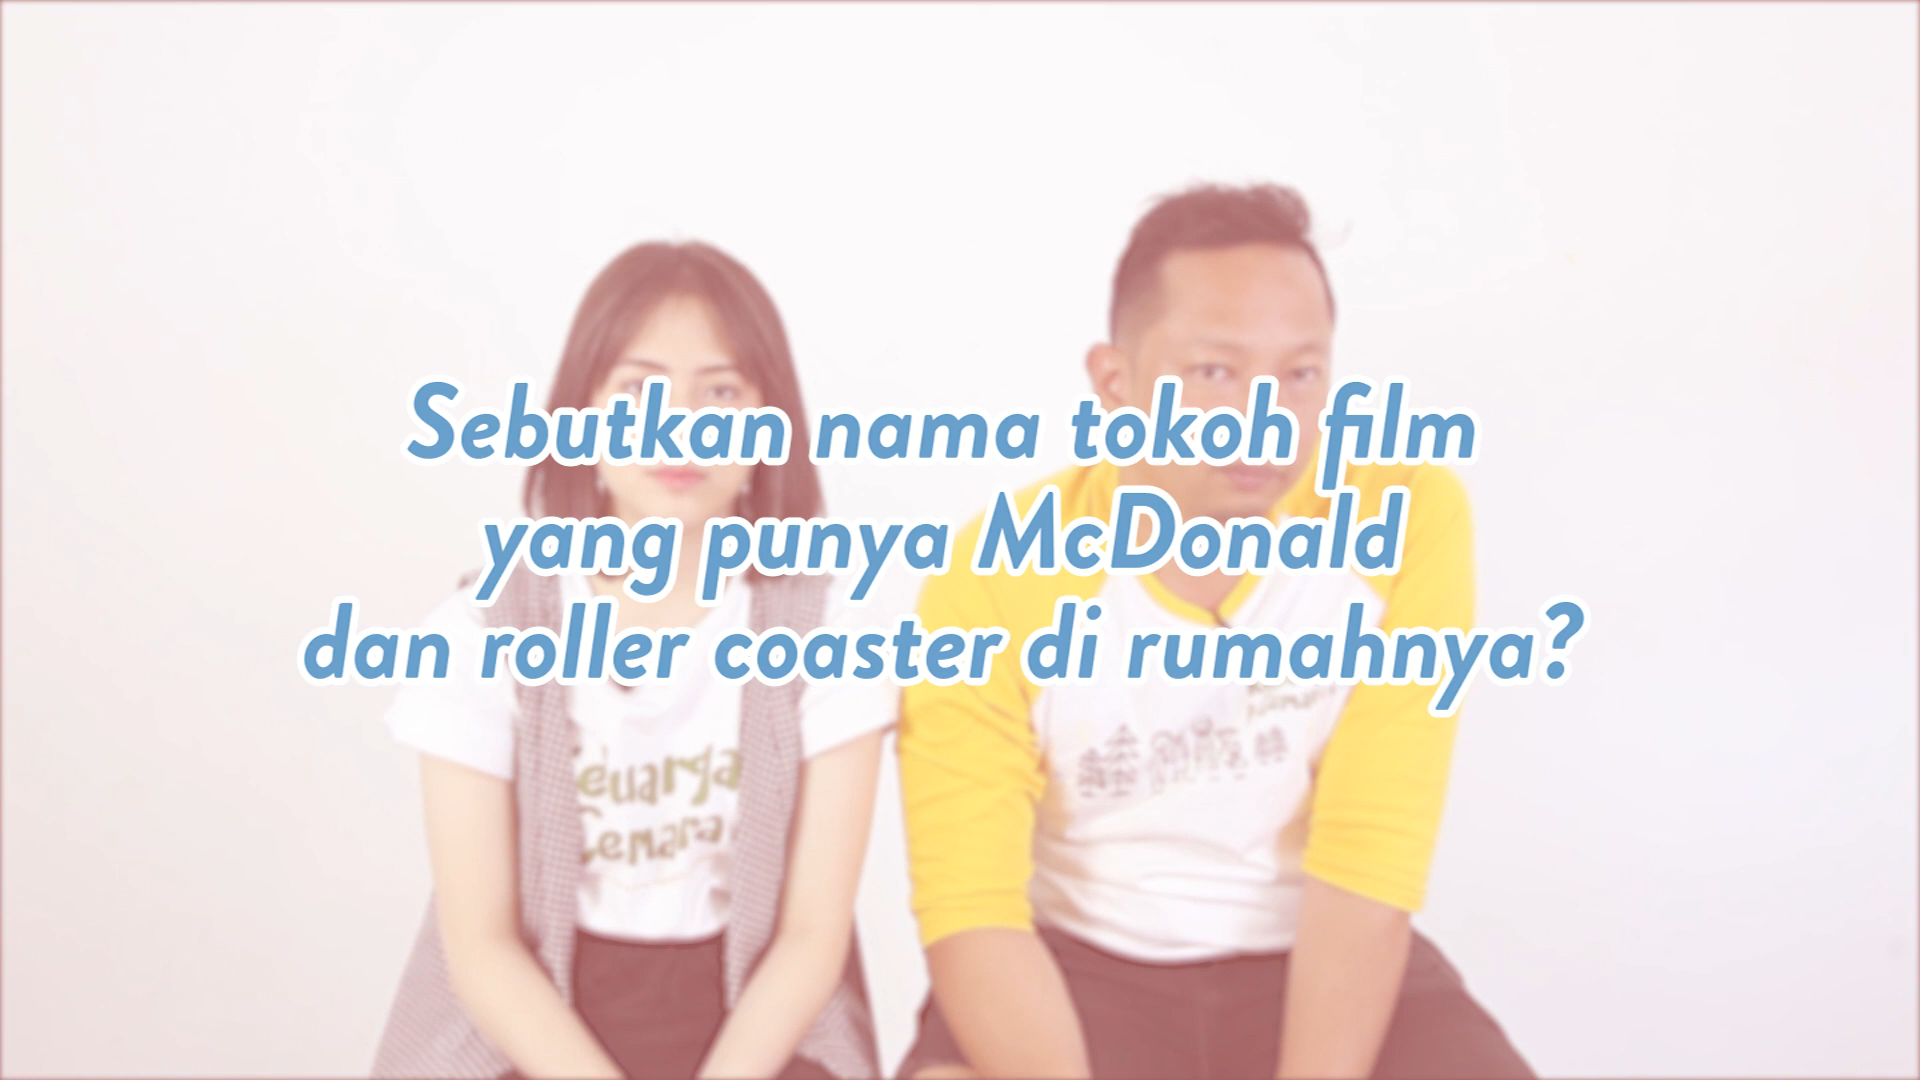 Sebutkan nama tokoh film
yang punya McDonald
dan roller coaster di rumahnya?
Keluarga
Cemara